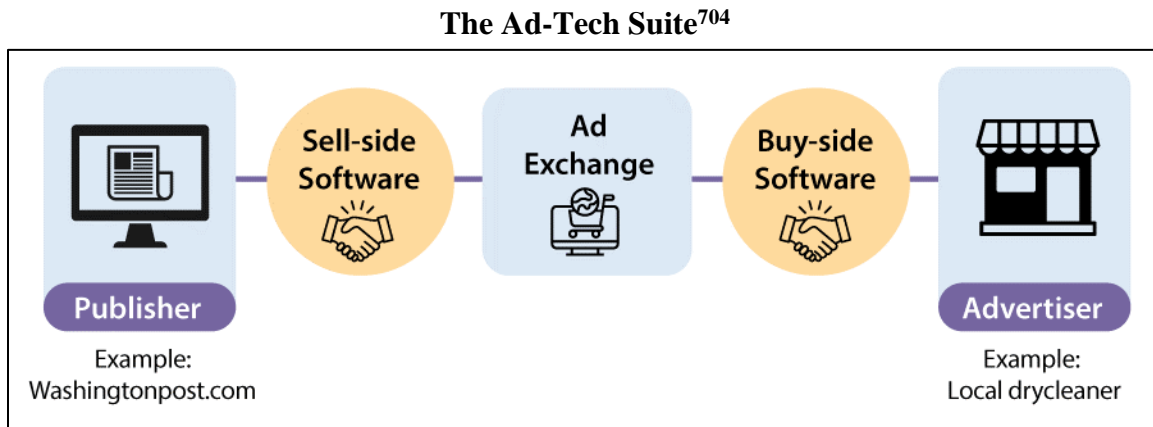 The Ad-Tech Suite704
Sell-side
Software
Ad
Exchange
Buy-side
Software
Publisher
Advertiser
Example:
Washingtonpost.com
Example:
Local drycleaner